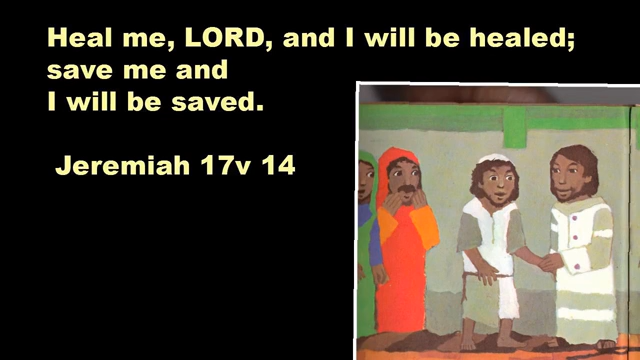 Heal me, LORD, and I will be healed;
save me and
I will be saved.
Jeremiah 17v 14